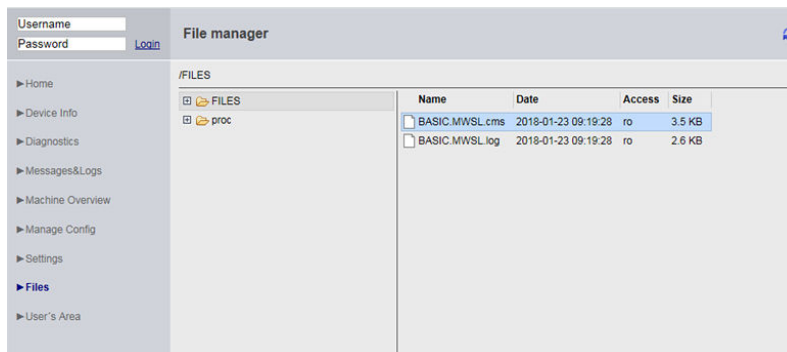 Username
Password Login
File manager
Home
Device Info
Diagnostics
Messages&Logs
Machine Overview
Manage Config
Settings
Files
User´s Area
/FILES
FILES
proc
Name Date Access Size
BASIC.MWSL.cms 2018-01-23 09:19:28 ro 3.5 KB
BASIC.MWSL.log 2018-01-23 09:19:28 ro 2.6 KB